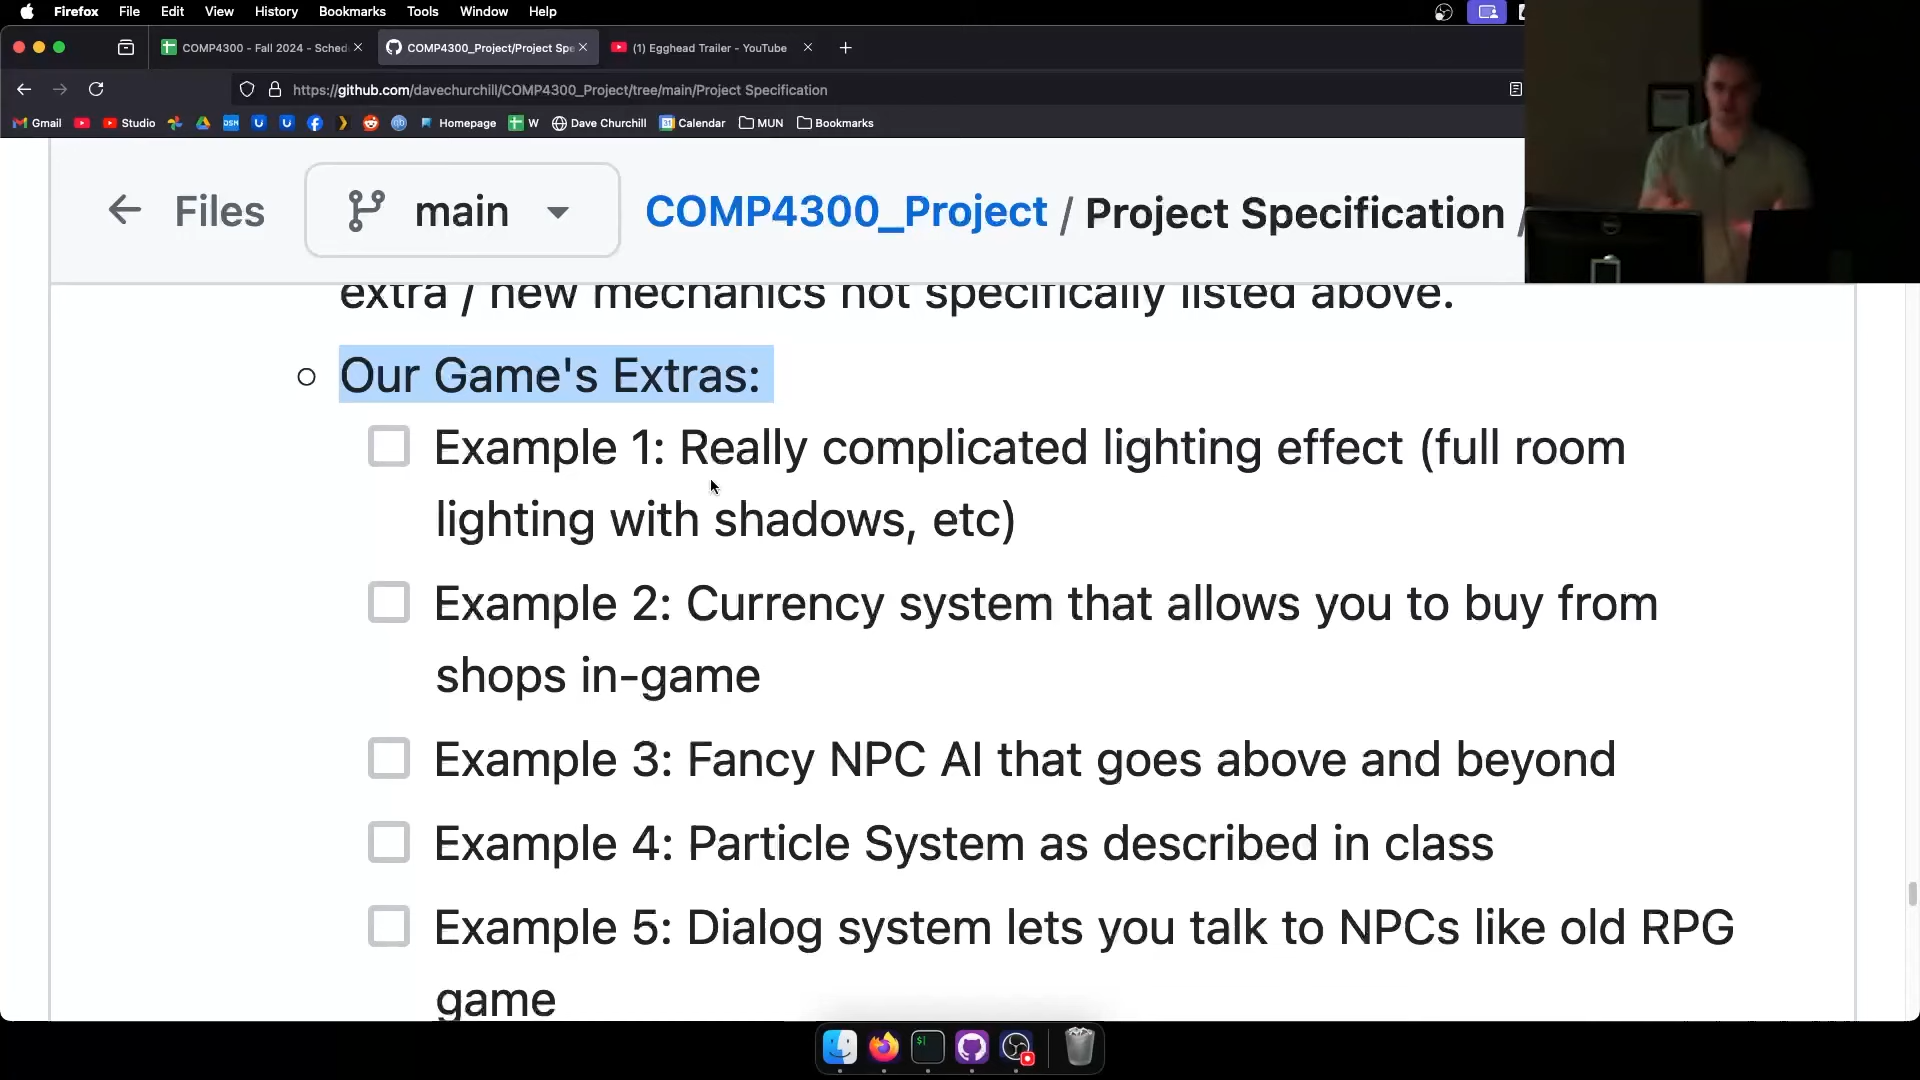 Firefox File Edit View History Bookmarks Tools Window Help
COMP4300 - Fall 2024 - Sched
COMP4300_Project/Project Spe
(1) Egghead Trailer - YouTube
https://github.com/davechurchill/COMP4300_Project/tree/main/Project Specification
Gmail Studio DSM Homepage W Dave Churchill Calendar MUN Bookmarks
Files main COMP4300_Project / Project Specification /
extra / new mechanics not specifically listed above.
Our Game's Extras:
Example 1: Really complicated lighting effect (full room
lighting with shadows, etc)
Example 2: Currency system that allows you to buy from
shops in-game
Example 3: Fancy NPC AI that goes above and beyond
Example 4: Particle System as described in class
Example 5: Dialog system lets you talk to NPCs like old RPG
game